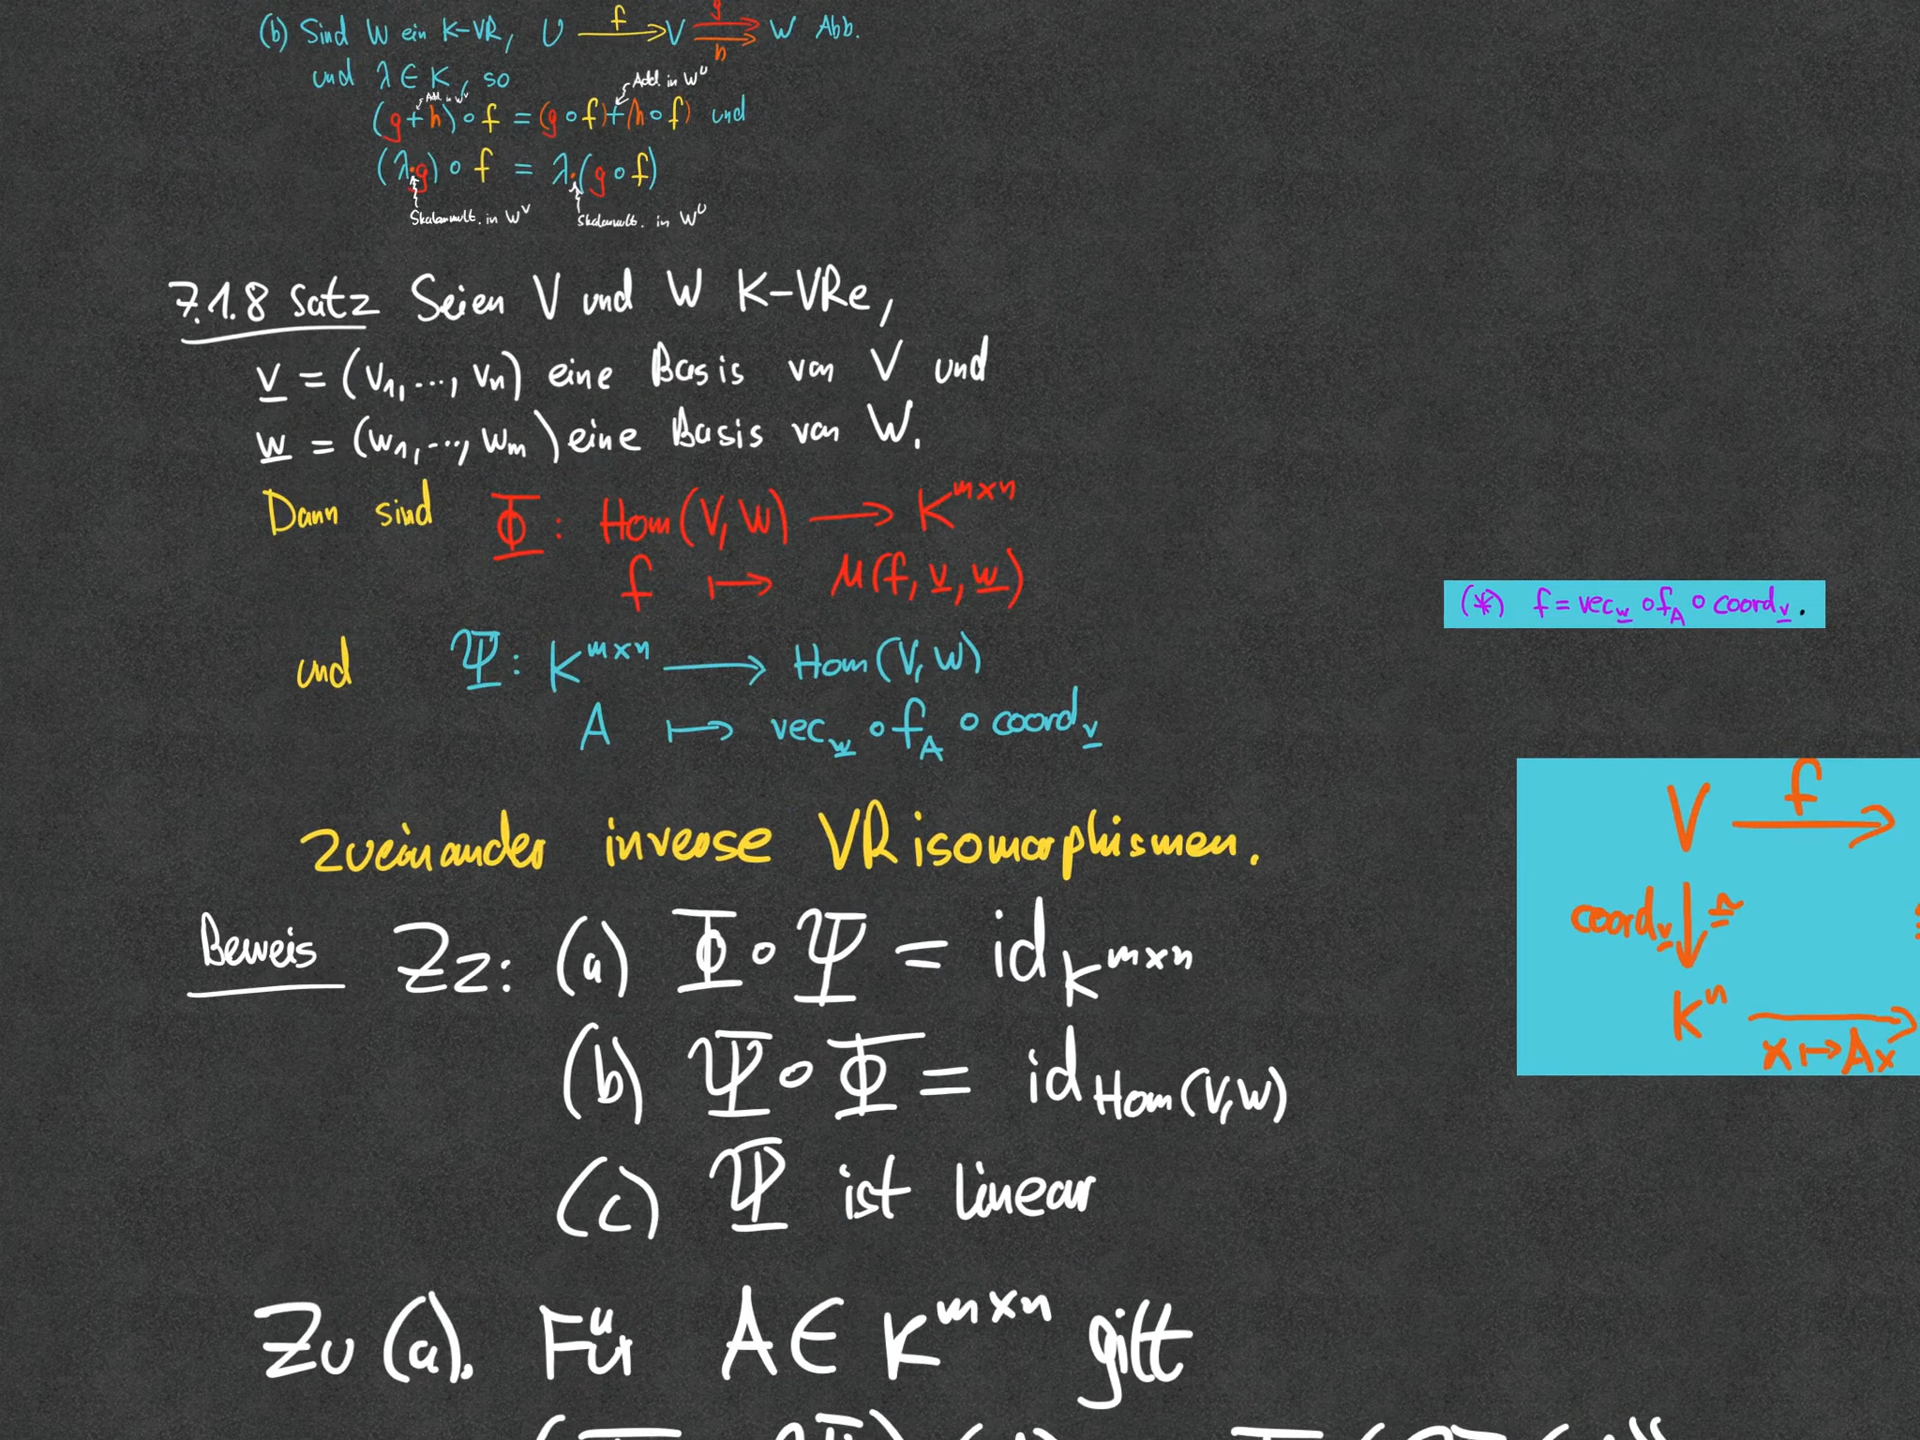 (b) Sind W ein K-VR, U —f→ V ⇉ W Abb.
g
h
und λ ∈ K, so
Add. in W^V
Add. in W^U
(g+h)∘f = (g∘f)+(h∘f) und
(λ·g)∘f = λ·(g∘f)
Skalarmult. in W^V
Skalarmult. in W^U
7.1.8 Satz Seien V und W K-VRe,
v = (v₁,...,vₙ) eine Basis von V und
w = (w₁,...,wₘ) eine Basis von W.
Dann sind Φ: Hom(V,W) ⟶ K^{m×n}
f ⟼ M(f, v, w)
(*) f = vec_w ∘ f_A ∘ coord_v.
und Ψ: K^{m×n} ⟶ Hom(V,W)
A ⟼ vec_w ∘ f_A ∘ coord_v
zueinander inverse VRisomorphismen.
V —f→
coord_v ↓ ≅
Kⁿ ⟶
x ↦ Ax
Beweis Zz: (a) Φ∘Ψ = id_{K^{m×n}}
(b) Ψ∘Φ = id_{Hom(V,W)}
(c) Ψ ist linear
Zu (a). Für A ∈ K^{m×n} gilt